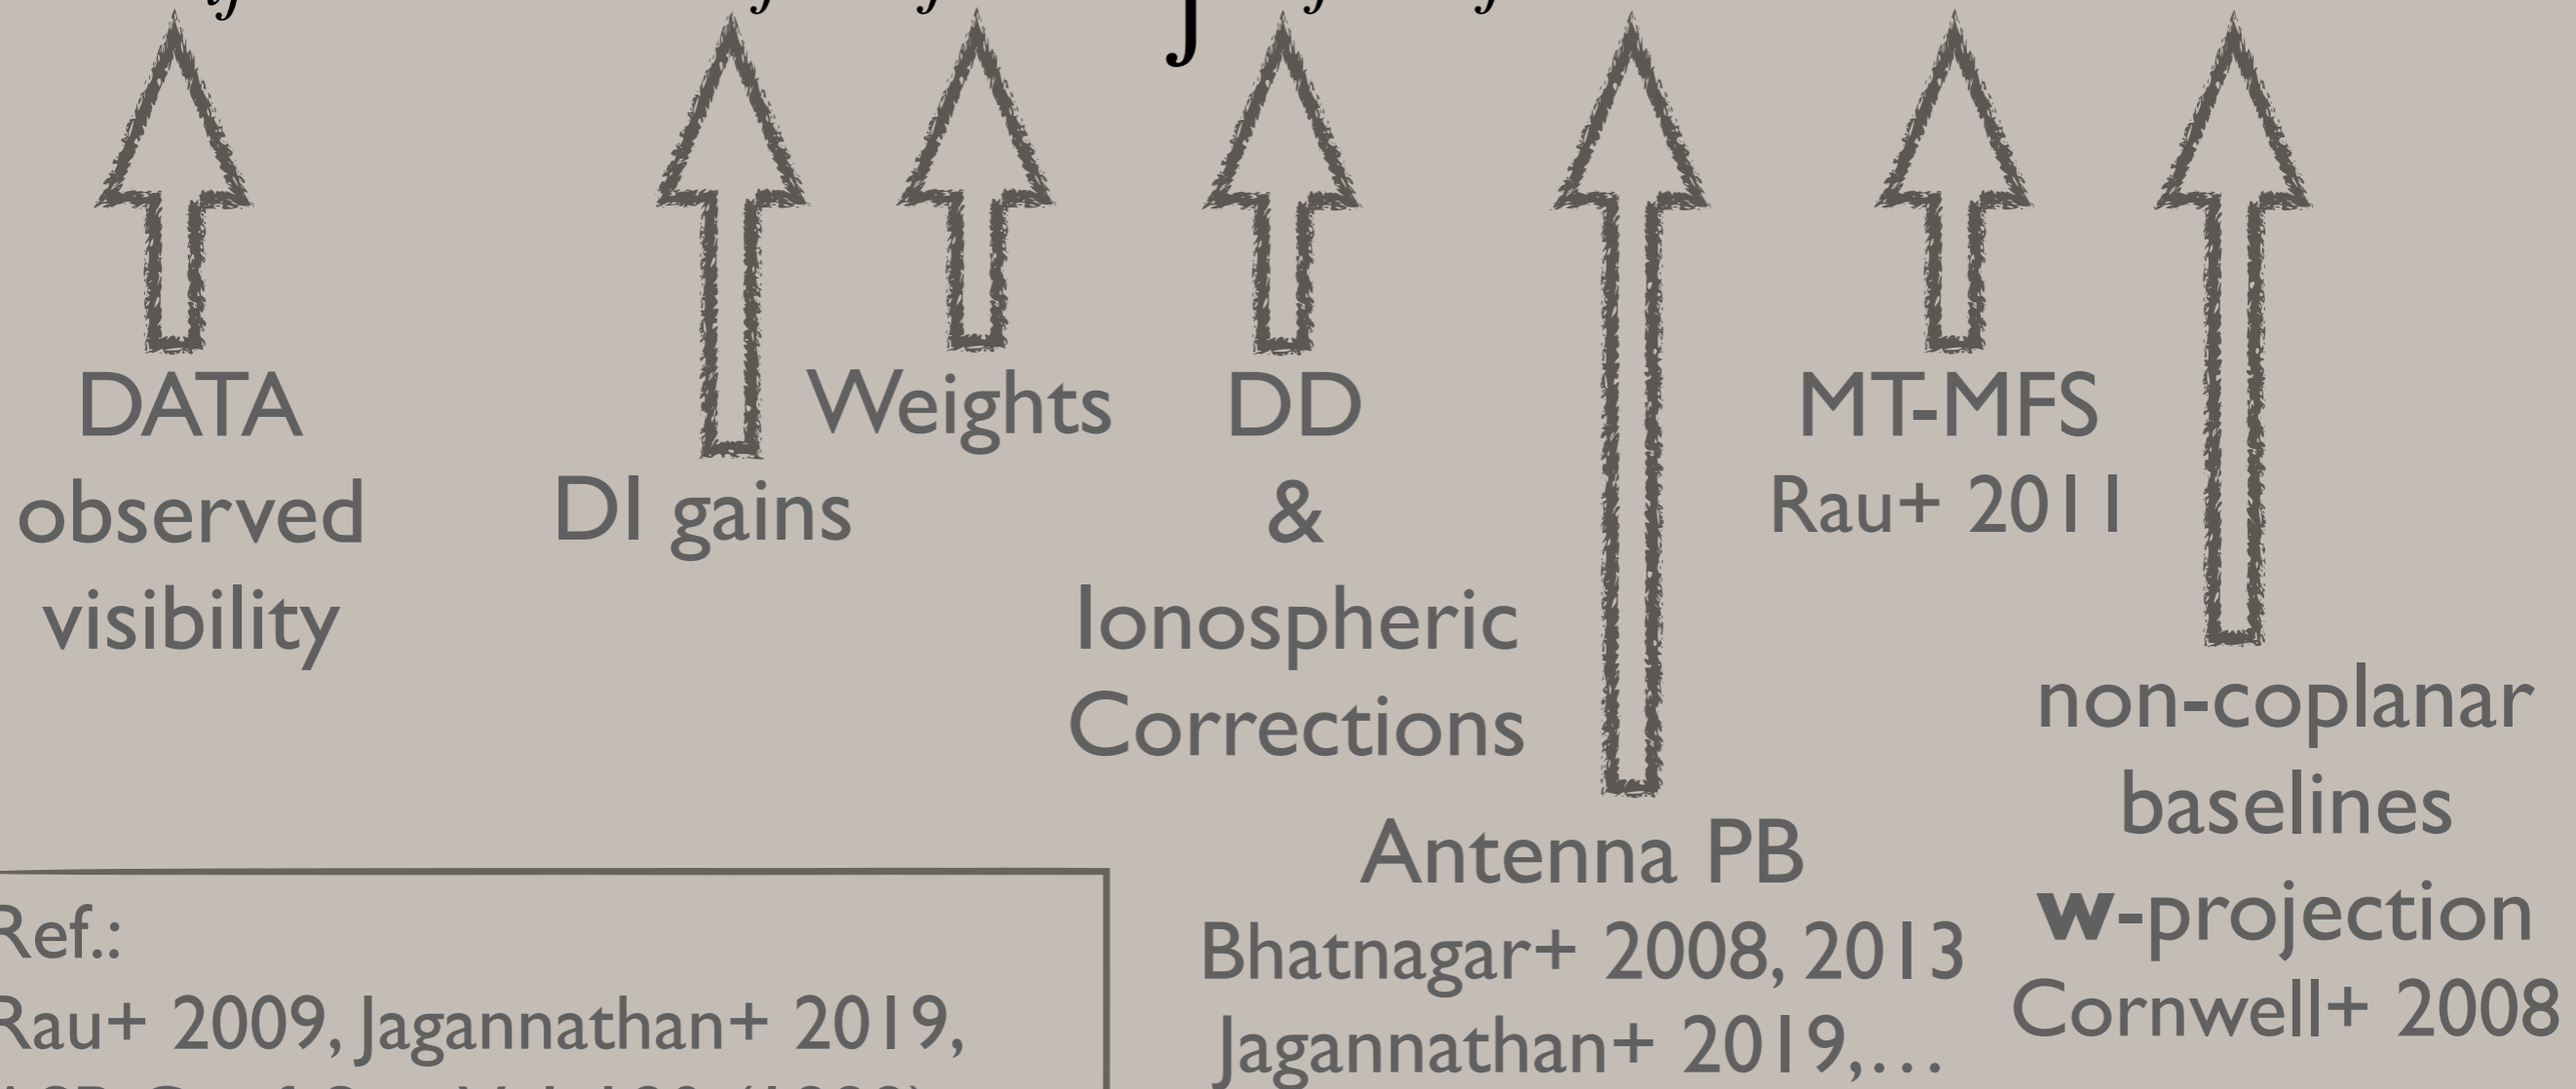 DATA
observed
visibility
DI gains
Weights
DD
&
Ionospheric
Corrections
Antenna PB
Bhatnagar+ 2008, 2013
Jagannathan+ 2019,…
MT-MFS
Rau+ 2011
non-coplanar
baselines
w-projection
Cornwell+ 2008
Ref.:
Rau+ 2009, Jagannathan+ 2019,